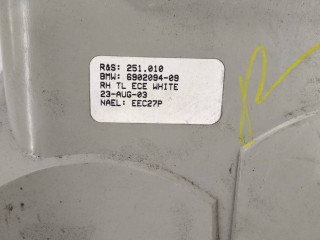 R&S: 251.010
BMW: 6902094-09
RH TL ECE WHITE
23-AUG-03
NAEL: EEC27P